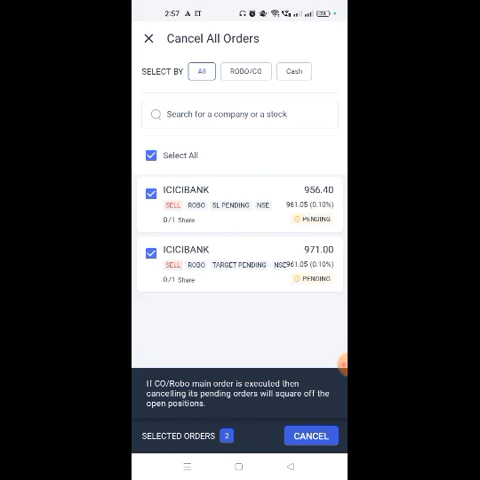 2:57
Cancel All Orders
SELECT BY All ROBO/CO Cash
Search for a company or a stock
Select All
ICICIBANK 956.40
SELL ROBO SL PENDING NSE 961.05 (0.10%)
0/1 Share PENDING
ICICIBANK 971.00
SELL ROBO TARGET PENDING NSE 961.05 (0.10%)
0/1 Share PENDING
If CO/Robo main order is executed then
cancelling its pending orders will square off the
open positions.
SELECTED ORDERS 2 CANCEL